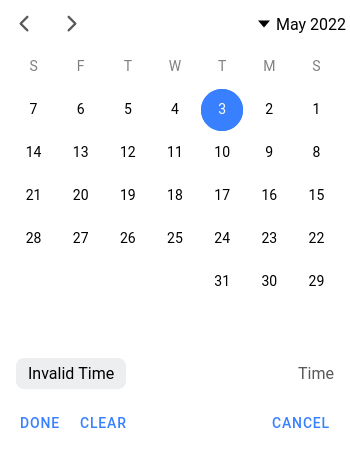 May 2022
S F T W T M S
7 6 5 4 3 2 1
14 13 12 11 10 9 8
21 20 19 18 17 16 15
28 27 26 25 24 23 22
31 30 29
Invalid Time Time
DONE CLEAR CANCEL